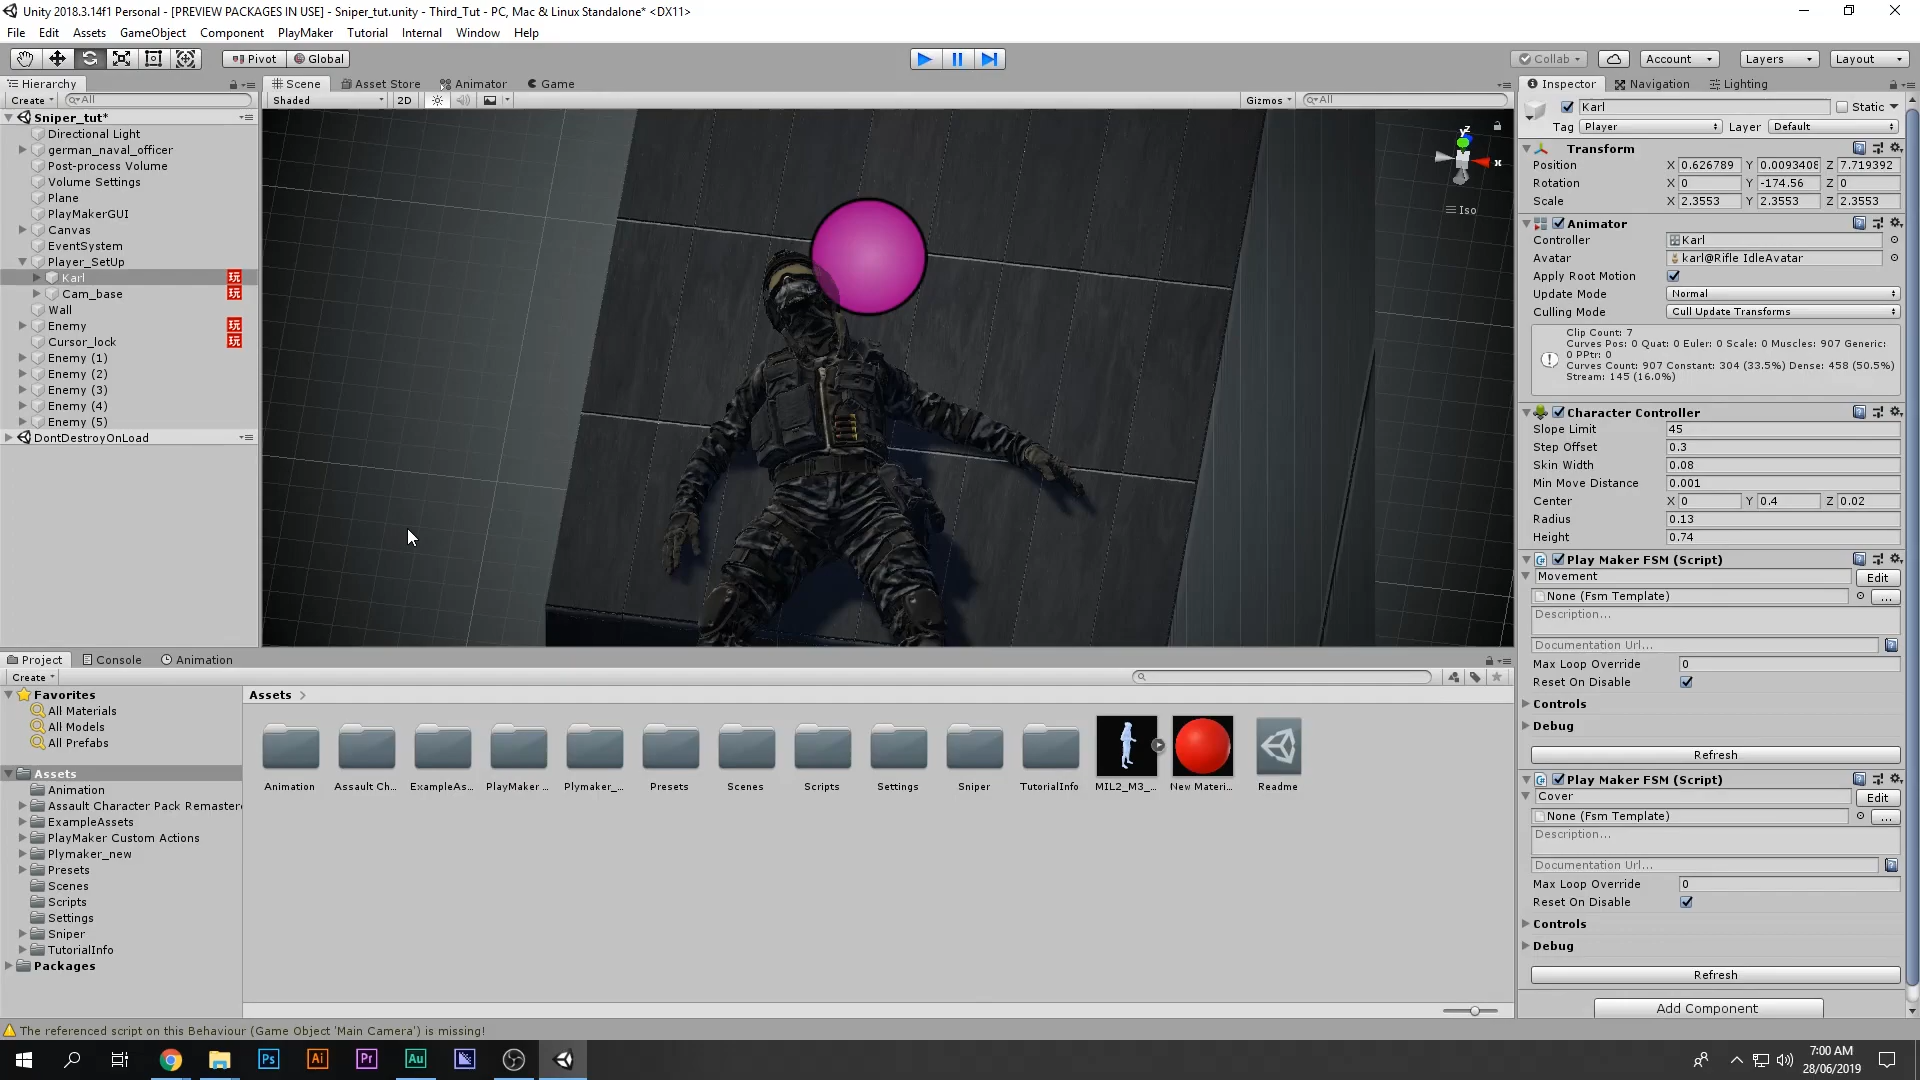 Unity 2018.3.14f1 Personal - [PREVIEW PACKAGES IN USE] - Sniper_tut.unity - Third_Tut - PC, Mac & Linux Standalone* <DX11>
File Edit Assets GameObject Component PlayMaker Tutorial Internal Window Help
Pivot Global Collab Account Layers Layout
Hierarchy
Create All
Sniper_tut*
Directional Light
german_naval_officer
Post-process Volume
Volume Settings
Plane
PlayMakerGUI
Canvas
EventSystem
Player_SetUp
Karl 玩
Cam_base 玩
Wall
Enemy 玩
Cursor_lock 玩
Enemy (1)
Enemy (2)
Enemy (3)
Enemy (4)
Enemy (5)
DontDestroyOnLoad
Scene Asset Store Animator Game
Shaded 2D Gizmos All
y z
x
Iso
Inspector Navigation Lighting
Karl Static
Tag Player Layer Default
Transform
Position X 0.626789 Y 0.0093408 Z 7.719392
Rotation X 0 Y -174.56 Z 0
Scale X 2.3553 Y 2.3553 Z 2.3553
Animator
Controller Karl
Avatar karl@Rifle IdleAvatar
Apply Root Motion
Update Mode Normal
Culling Mode Cull Update Transforms
Clip Count: 7
Curves Pos: 0 Quat: 0 Euler: 0 Scale: 0 Muscles: 907 Generic:
0 PPtr: 0
Curves Count: 907 Constant: 304 (33.5%) Dense: 458 (50.5%)
Stream: 145 (16.0%)
Character Controller
Slope Limit 45
Step Offset 0.3
Skin Width 0.08
Min Move Distance 0.001
Center X 0 Y 0.4 Z 0.02
Radius 0.13
Height 0.74
Play Maker FSM (Script)
Movement Edit
None (Fsm Template) ...
Description...
Documentation Url...
Max Loop Override 0
Reset On Disable
Controls
Debug
Refresh
Play Maker FSM (Script)
Cover Edit
None (Fsm Template) ...
Description...
Documentation Url...
Max Loop Override 0
Reset On Disable
Controls
Debug
Refresh
Add Component
Project Console Animation
Create
Favorites
All Materials
All Models
All Prefabs
Assets
Animation
Assault Character Pack Remastere
ExampleAssets
PlayMaker Custom Actions
Plymaker_new
Presets
Scenes
Scripts
Settings
Sniper
TutorialInfo
Packages
Assets
Animation Assault Ch... ExampleAs... PlayMaker ... Plymaker_... Presets Scenes Scripts Settings Sniper TutorialInfo MIL2_M3_... New Materi... Readme
The referenced script on this Behaviour (Game Object 'Main Camera') is missing!
Ps Ai Pr Au
7:00 AM
28/06/2019